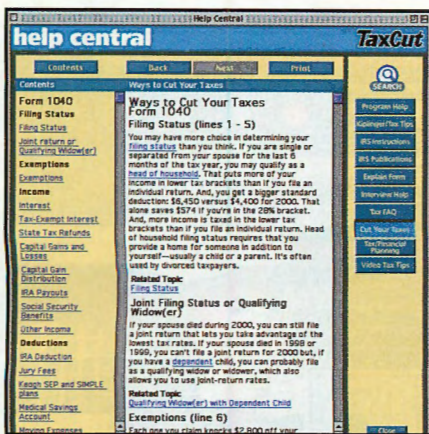 Help Central
help central
TaxCut
Contents
Back
Next
Print
Contents
Form 1040
Filing Status
Filing Status
Joint return or
Qualifying Widow(er)
Exemptions
Exemptions
Income
Interest
Tax-Exempt Interest
State Tax Refunds
Capital Gains and
Losses
Capital Gain
Distribution
IRA Payouts
Social Security
Benefits
Other Income
Deductions
IRA Deduction
Jury Fees
Keogh SEP and SIMPLE
plans
Medical Savings
Account
Moving Expenses
Ways to Cut Your Taxes
Ways to Cut Your Taxes
Form 1040
Filing Status (lines 1 - 5)
You may have more choice in determining your
filing status than you think. If you are single or
separated from your spouse for the last 6
months of the tax year, you may qualify as a
head of household. That puts more of your
income in lower tax brackets than if you file an
individual return. And, you get a bigger standard
deduction: $6,450 versus $4,400 for 2000. That
alone saves $574 if you're in the 28% bracket.
And, more income is taxed in the lower tax
brackets than if you file an individual return. Head
of household filing status requires that you
provide a home for someone in addition to
yourself—usually a child or a parent. It's often
used by divorced taxpayers.
Related Topic
Filing Status
Joint Filing Status or Qualifying
Widow(er)
If your spouse died during 2000, you can still file
a joint return that lets you take advantage of the
lowest tax rates. If your spouse died in 1998 or
1999, you can't file a joint return for 2000 but, if
you have a dependent child, you can probably file
as a qualifying widow or widower, which also
allows you to use joint-return rates.
Related Topic
Qualifying Widow(er) with Dependent Child
Exemptions (line 6)
Each one you claim knocks $2,800 off your
SEARCH
Program Help
Kiplinger Tax Tips
IRS Instructions
IRS Publications
Explain Form
Interview Help
Tax FAQ
Cut Your Taxes
Tax/Financial
Planning
Video Tax Tips
Close